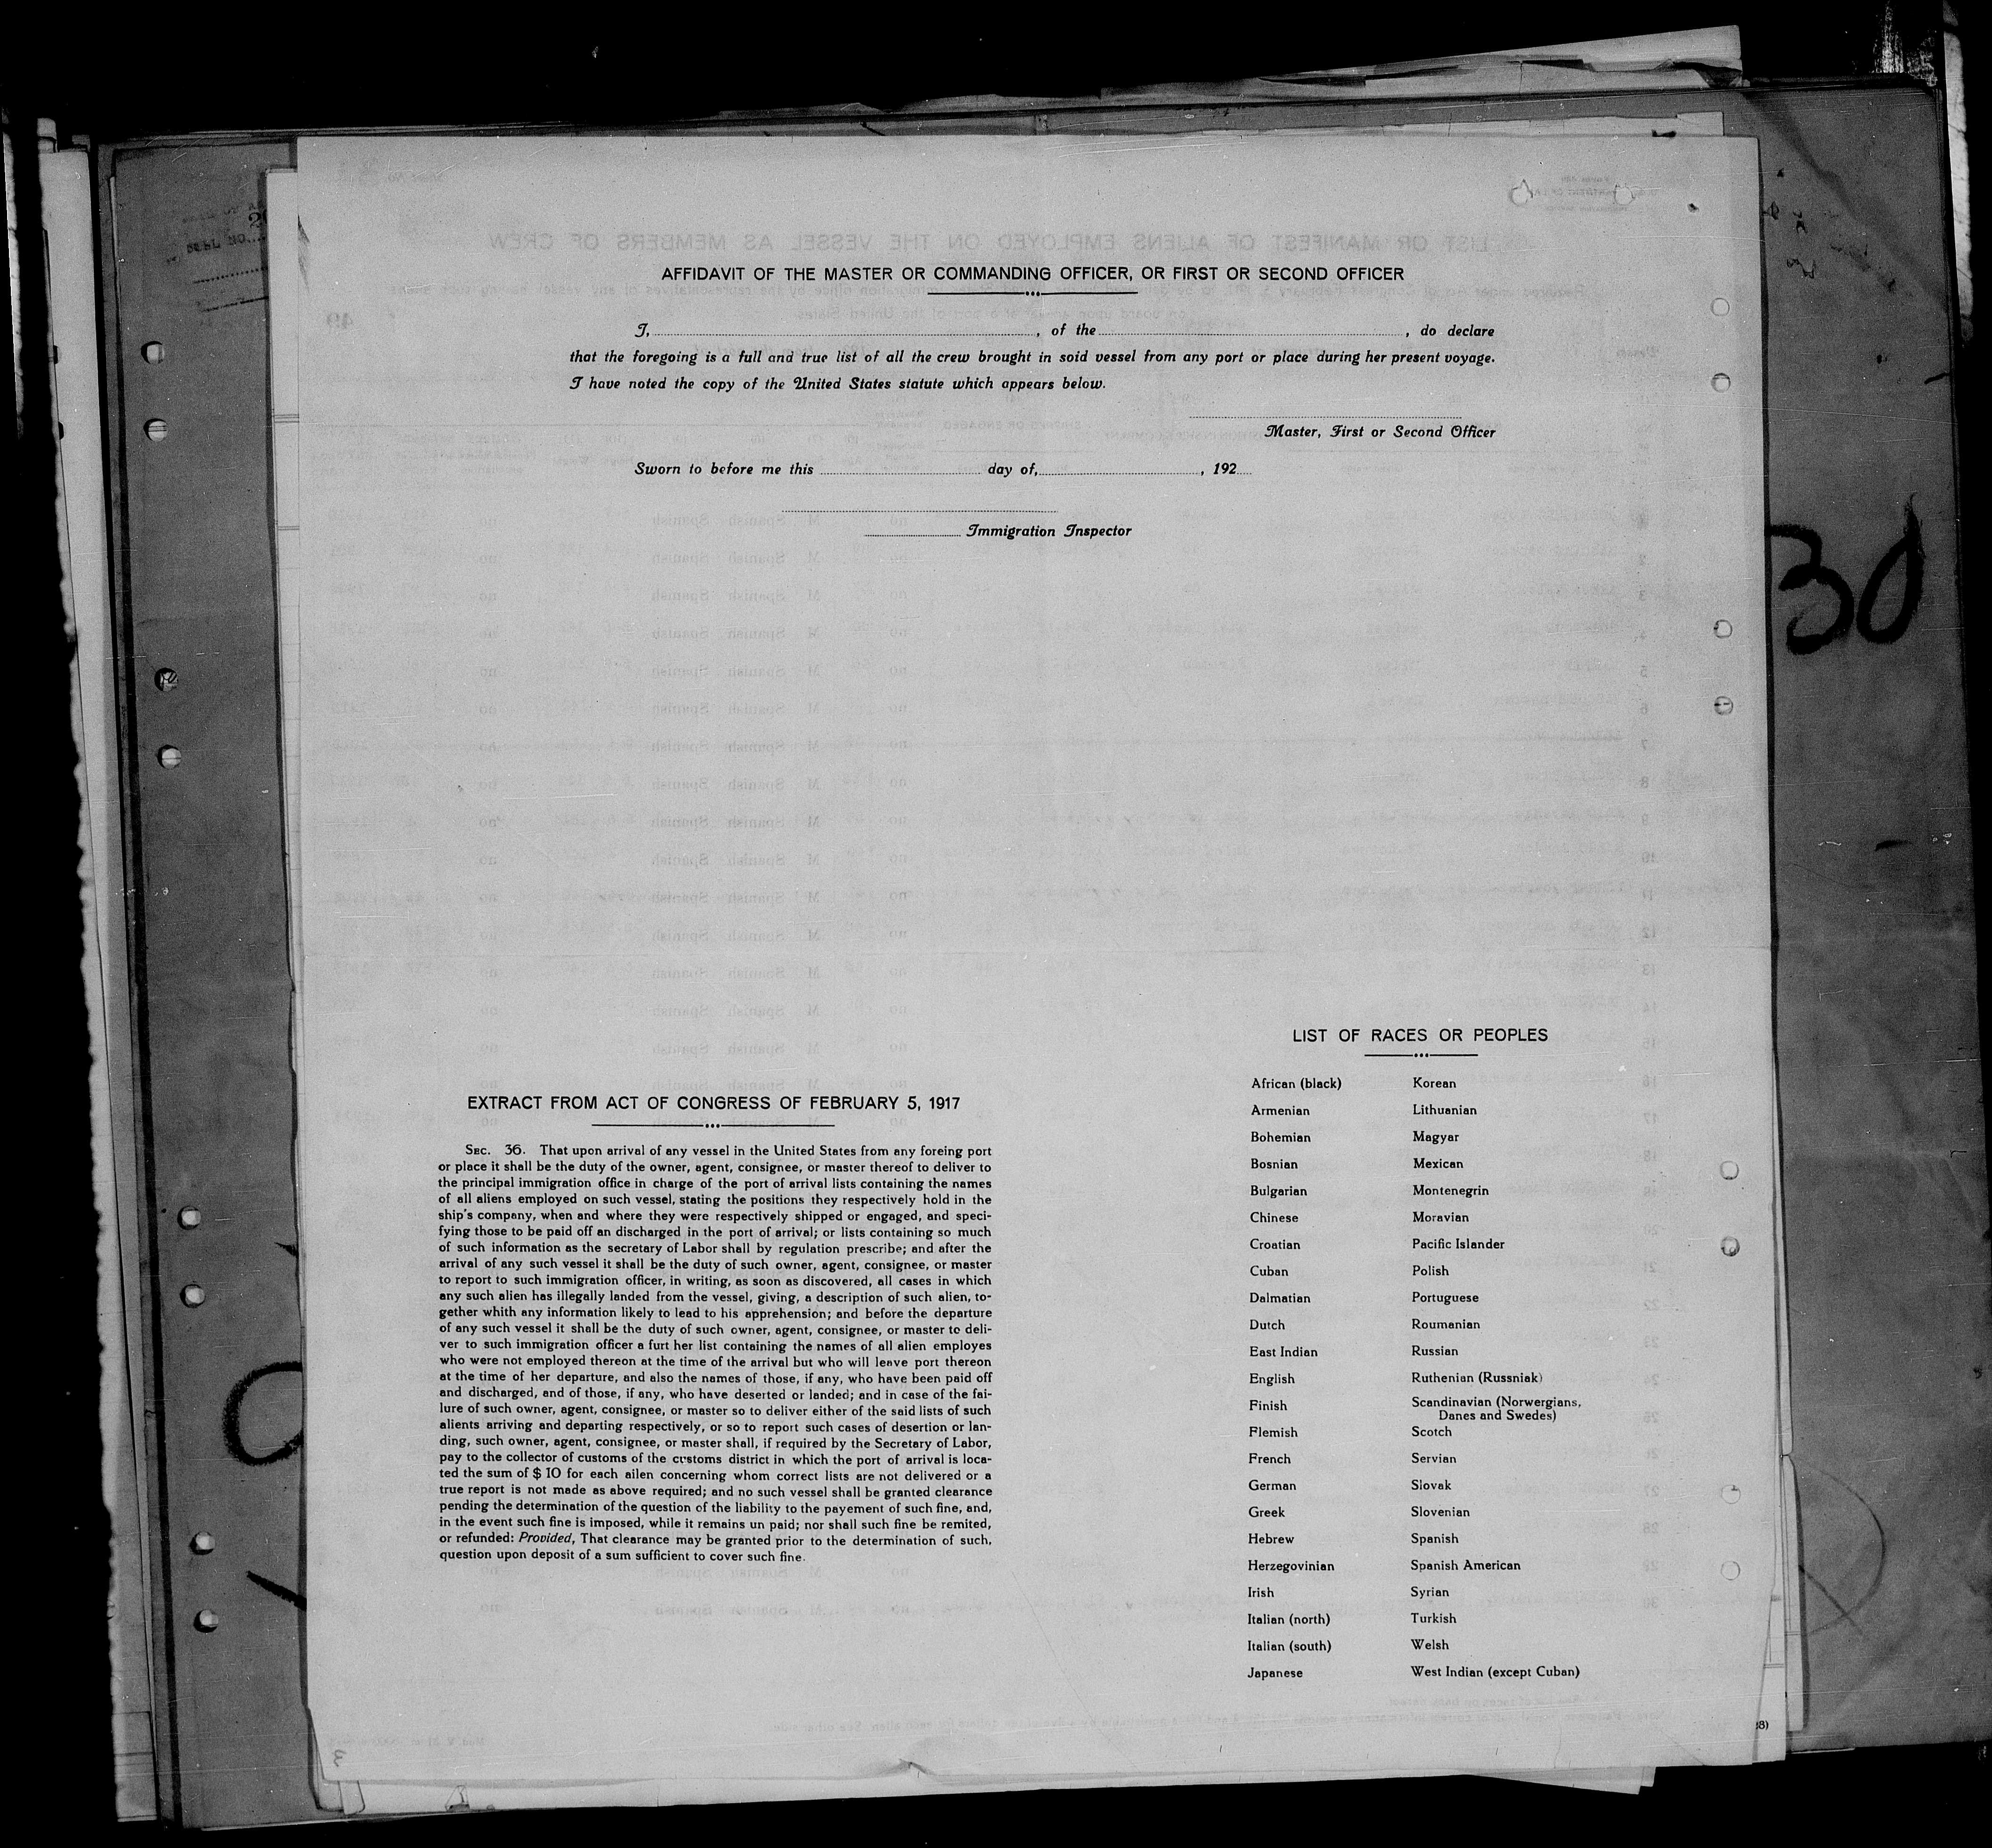 AFFIDAVIT OF THE MASTER OR COMMANDING OFFICER, OR FIRST OR SECOND OFFICER
I, , of the , do declare
that the foregoing is a full and true list of all the crew brought in soid vessel from any port or place during her present voyage.
I have noted the copy of the United States statute which appears below.
Master, First or Second Officer
Sworn to before me this day of, , 192
Immigration Inspector
30
EXTRACT FROM ACT OF CONGRESS OF FEBRUARY 5, 1917
SEC. 36. That upon arrival of any vessel in the United States from any foreing port
or place it shall be the duty of the owner, agent, consignee, or master thereof to deliver to
the principal immigration office in charge of the port of arrival lists containing the names
of all aliens employed on such vessel, stating the positions they respectively hold in the
ship's company, when and where they were respectively shipped or engaged, and speci-
fying those to be paid off an discharged in the port of arrival; or lists containing so much
of such information as the secretary of Labor shall by regulation prescribe; and after the
arrival of any such vessel it shall be the duty of such owner, agent, consignee, or master
to report to such immigration officer, in writing, as soon as discovered, all cases in which
any such alien has illegally landed from the vessel, giving, a description of such alien, to-
gether whith any information likely to lead to his apprehension; and before the departure
of any such vessel it shall be the duty of such owner, agent, consignee, or master to deli-
ver to such immigration officer a furt her list containing the names of all alien employes
who were not employed thereon at the time of the arrival but who will leave port thereon
at the time of her departure, and also the names of those, if any, who have been paid off
and discharged, and of those, if any, who have deserted or landed; and in case of the fai-
lure of such owner, agent, consignee, or master so to deliver either of the said lists of such
alients arriving and departing respectively, or so to report such cases of desertion or lan-
ding, such owner, agent, consignee, or master shall, if required by the Secretary of Labor,
pay to the collector of customs of the customs district in which the port of arrival is loca-
ted the sum of $ 10 for each ailen concerning whom correct lists are not delivered or a
true report is not made as above required; and no such vessel shall be granted clearance
pending the determination of the question of the liability to the payement of such fine, and,
in the event such fine is imposed, while it remains un paid; nor shall such fine be remited,
or refunded: Provided, That clearance may be granted prior to the determination of such,
question upon deposit of a sum sufficient to cover such fine.
LIST OF RACES OR PEOPLES
African (black) Korean
Armenian Lithuanian
Bohemian Magyar
Bosnian Mexican
Bulgarian Montenegrin
Chinese Moravian
Croatian Pacific Islander
Cuban Polish
Dalmatian Portuguese
Dutch Roumanian
East Indian Russian
English Ruthenian (Russniak)
Finish Scandinavian (Norwergians,
Danes and Swedes)
Flemish Scotch
French Servian
German Slovak
Greek Slovenian
Hebrew Spanish
Herzegovinian Spanish American
Irish Syrian
Italian (north) Turkish
Italian (south) Welsh
Japanese West Indian (except Cuban)